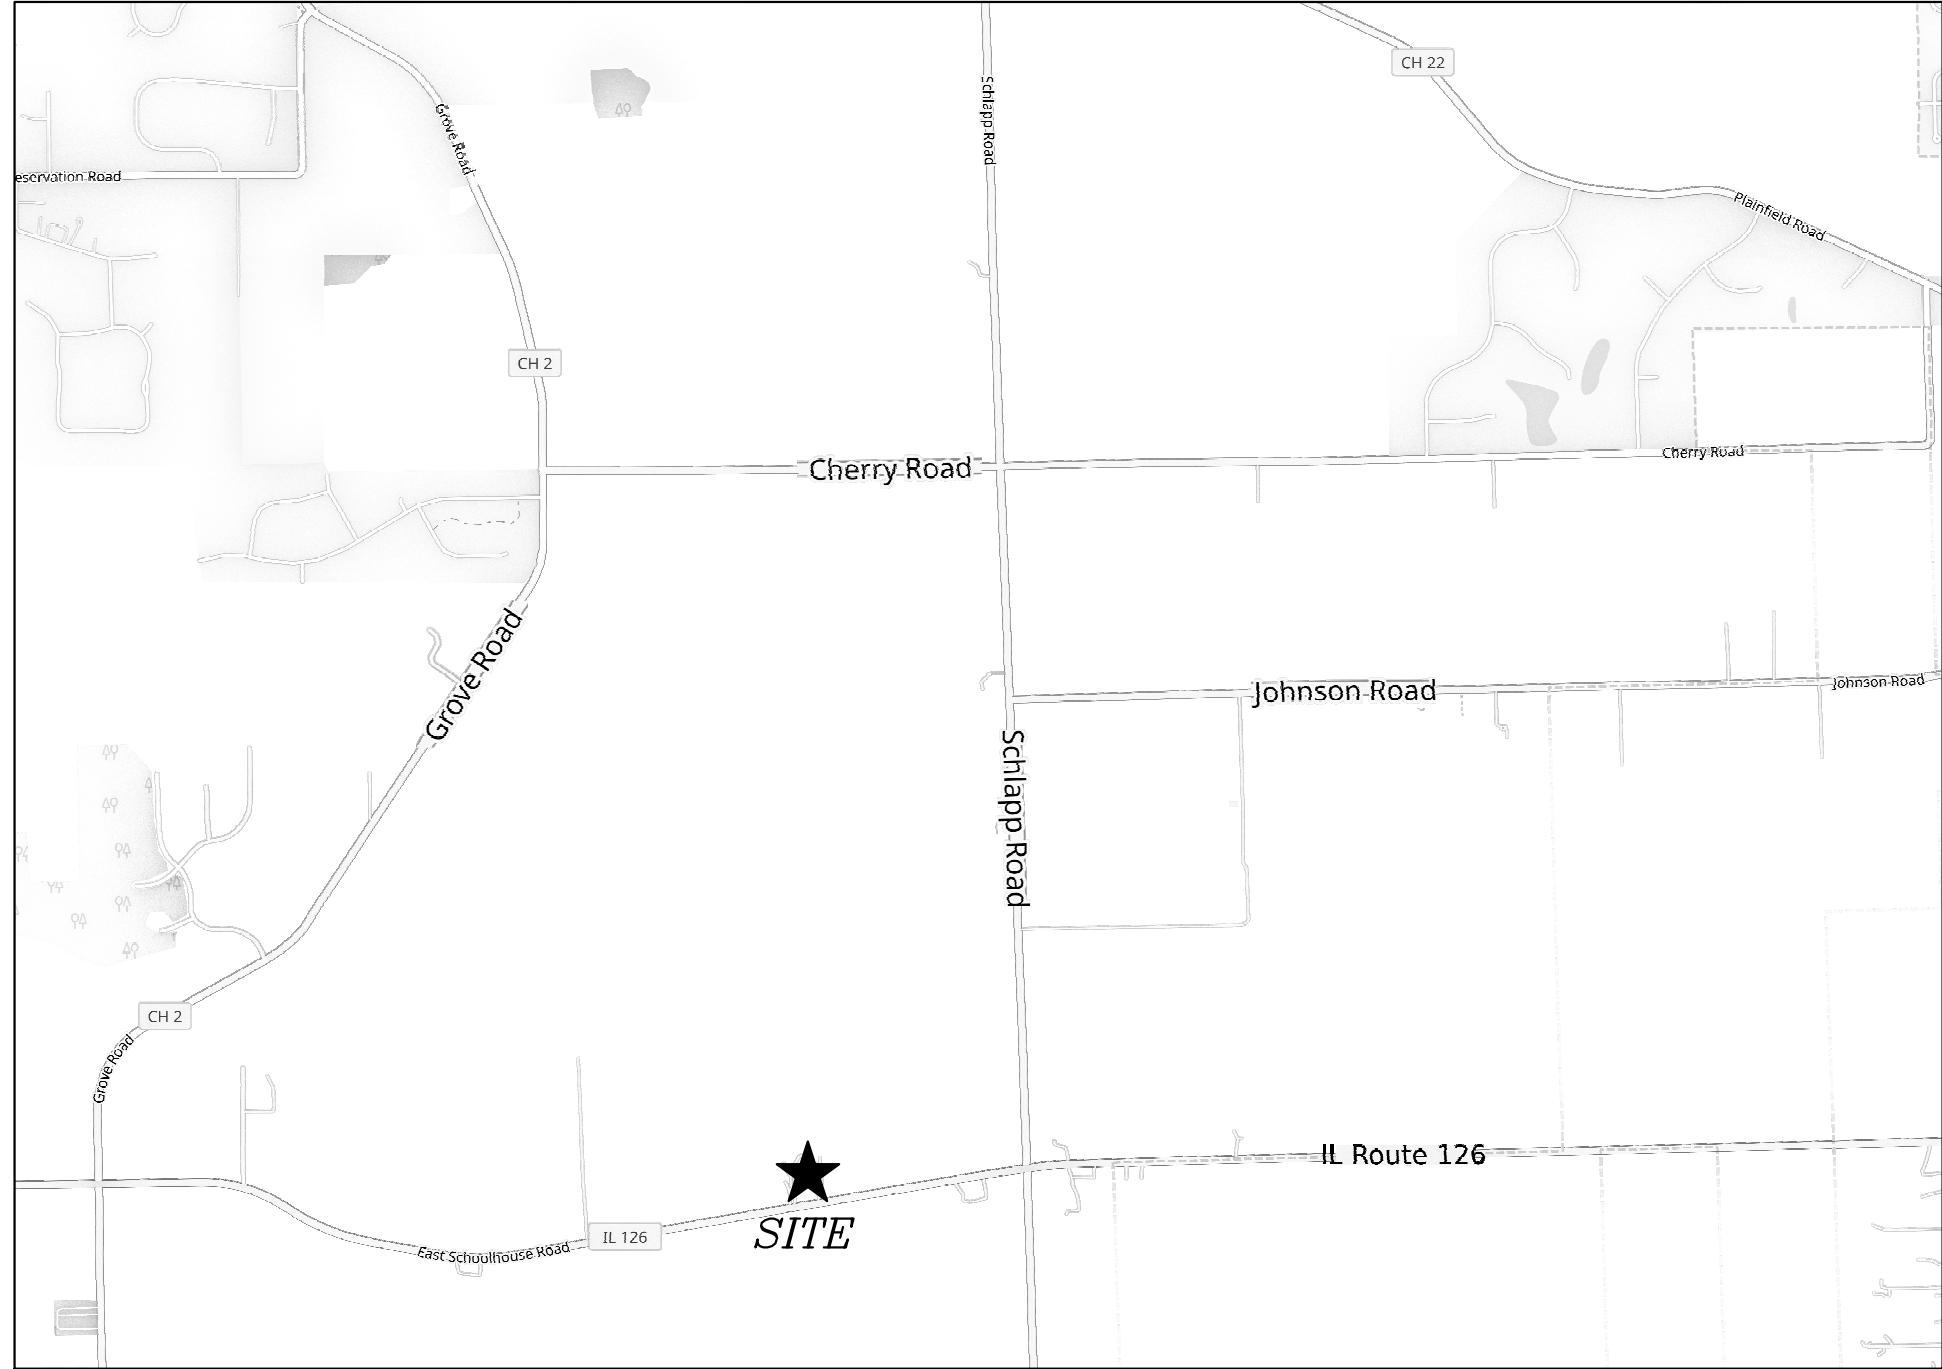 CH 22
Schlapp Road
Grove Road
eservation Road
Plainfield Road
CH 2
Cherry Road
Cherry Road
Grove Road
Johnson Road
Johnson Road
Schlapp Road
CH 2
Grove Road
IL Route 126
SITE
IL 126
East Schoolhouse Road